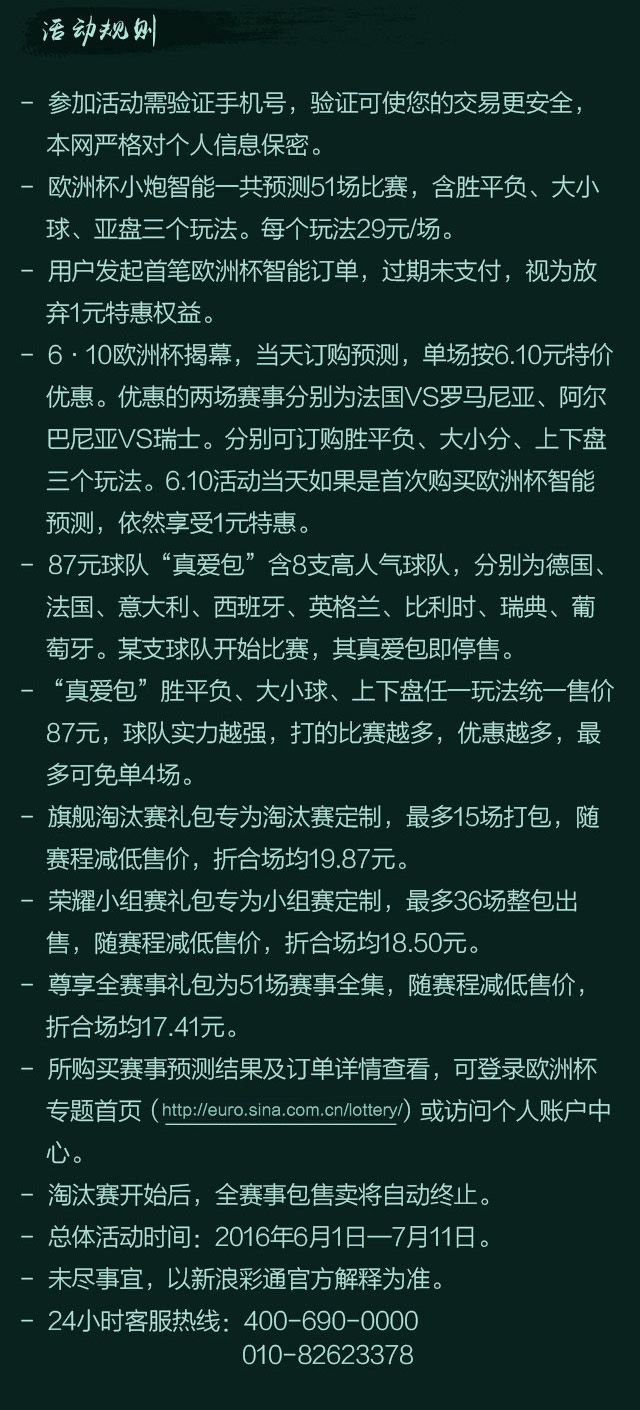 活动规则
- 参加活动需验证手机号，验证可使您的交易更安全，
本网严格对个人信息保密。
- 欧洲杯小炮智能一共预测51场比赛，含胜平负、大小
球、亚盘三个玩法。每个玩法29元/场。
- 用户发起首笔欧洲杯智能订单，过期未支付，视为放
弃1元特惠权益。
- 6·10欧洲杯揭幕，当天订购预测，单场按6.10元特价
优惠。优惠的两场赛事分别为法国VS罗马尼亚、阿尔
巴尼亚VS瑞士。分别可订购胜平负、大小分、上下盘
三个玩法。6.10活动当天如果是首次购买欧洲杯智能
预测，依然享受1元特惠。
- 87元球队“真爱包”含8支高人气球队，分别为德国、
法国、意大利、西班牙、英格兰、比利时、瑞典、葡
萄牙。某支球队开始比赛，其真爱包即停售。
- “真爱包”胜平负、大小球、上下盘任一玩法统一售价
87元，球队实力越强，打的比赛越多，优惠越多，最
多可免单4场。
- 旗舰淘汰赛礼包专为淘汰赛定制，最多15场打包，随
赛程减低售价，折合场均19.87元。
- 荣耀小组赛礼包专为小组赛定制，最多36场整包出
售，随赛程减低售价，折合场均18.50元。
- 尊享全赛事礼包为51场赛事全集，随赛程减低售价，
折合场均17.41元。
- 所购买赛事预测结果及订单详情查看，可登录欧洲杯
专题首页（http://euro.sina.com.cn/lottery/）或访问个人账户中
心。
- 淘汰赛开始后，全赛事包售卖将自动终止。
- 总体活动时间：2016年6月1日—7月11日。
- 未尽事宜，以新浪彩通官方解释为准。
- 24小时客服热线：400-690-0000
010-82623378